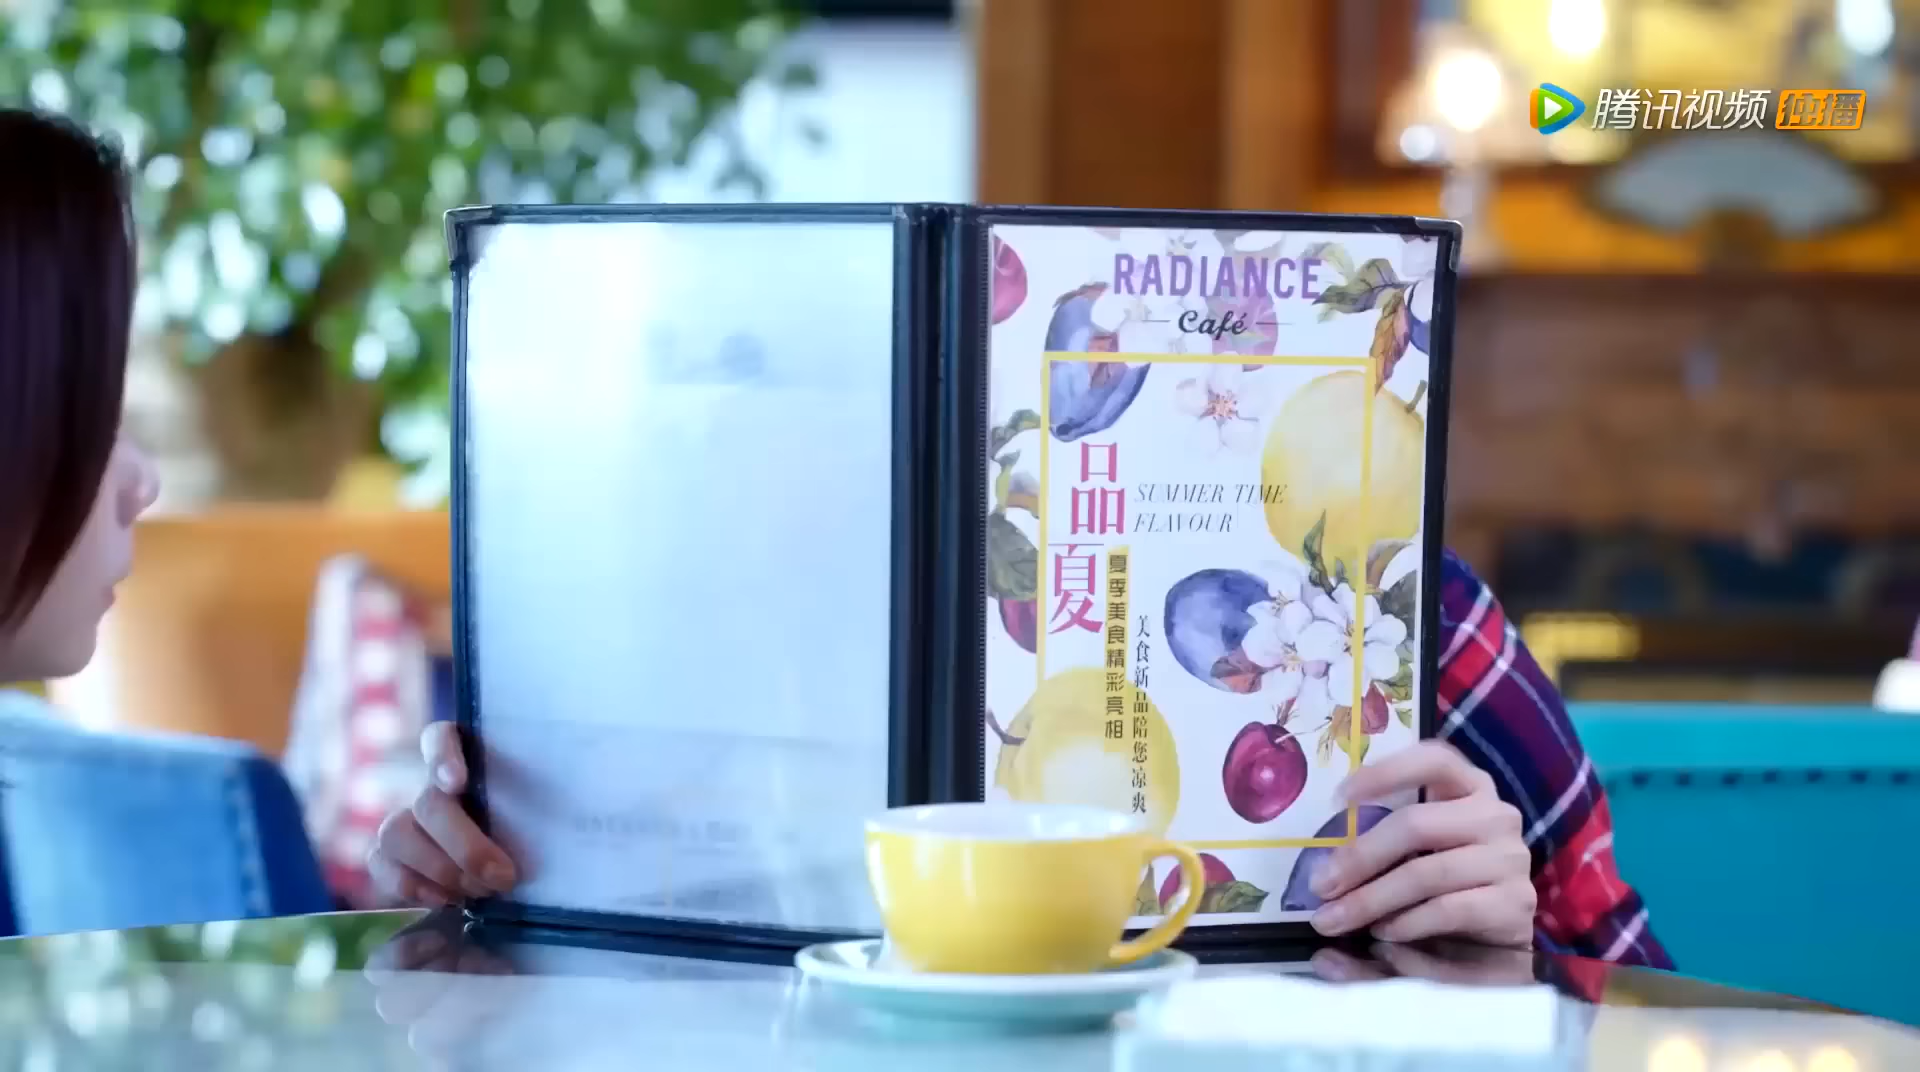 腾讯视频 独播
RADIANCE
Café
品夏
SUMMER TIME
FLAVOUR
夏季美食精彩亮相
美食新品陪您凉爽